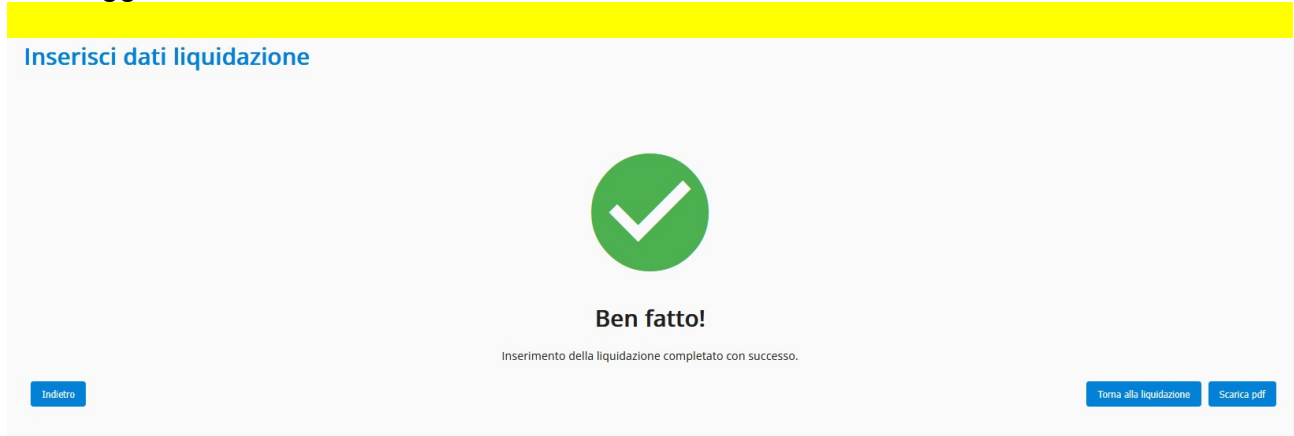 Inserisci dati liquidazione
Ben fatto!
Inserimento della liquidazione completato con successo.
Indietro
Torna alla liquidazione
Scarica pdf